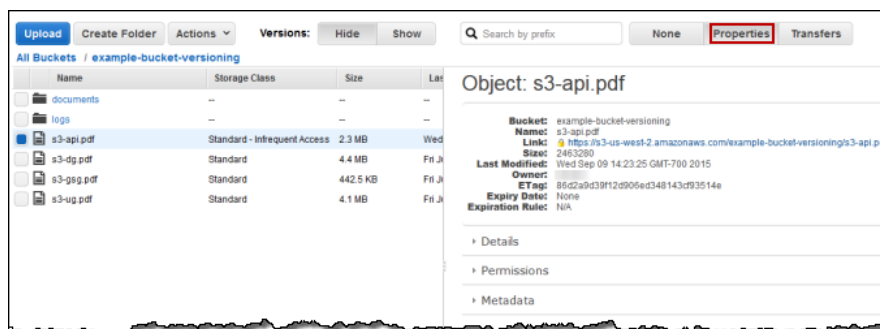 Upload Create Folder Actions Versions: Hide Show Search by prefix None Properties Transfers
All Buckets / example-bucket-versioning
Name Storage Class Size Las
documents -- -- --
logs -- -- --
s3-api.pdf Standard - Infrequent Access 2.3 MB Wed
s3-dg.pdf Standard 4.4 MB Fri Ju
s3-gsg.pdf Standard 442.5 KB Fri Ju
s3-ug.pdf Standard 4.1 MB Fri Ju
Object: s3-api.pdf
Bucket: example-bucket-versioning
Name: s3-api.pdf
Link: https://s3-us-west-2.amazonaws.com/example-bucket-versioning/s3-api.p
Size: 2463280
Last Modified: Wed Sep 09 14:23:25 GMT-700 2015
Owner:
ETag: 86d2a9d39f12d906ed348143cf93514e
Expiry Date: None
Expiration Rule: N/A
Details
Permissions
Metadata